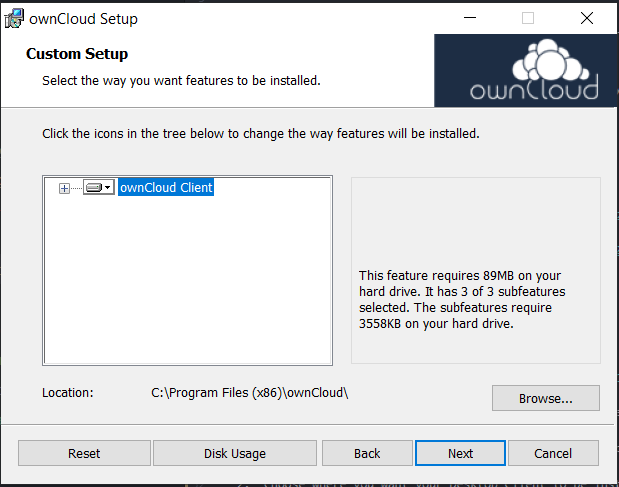 ownCloud Setup
Custom Setup
Select the way you want features to be installed.
ownCloud
Click the icons in the tree below to change the way features will be installed.
ownCloud Client
This feature requires 89MB on your
hard drive. It has 3 of 3 subfeatures
selected. The subfeatures require
3558KB on your hard drive.
Location: C:\Program Files (x86)\ownCloud\
Browse...
Reset Disk Usage Back Next Cancel